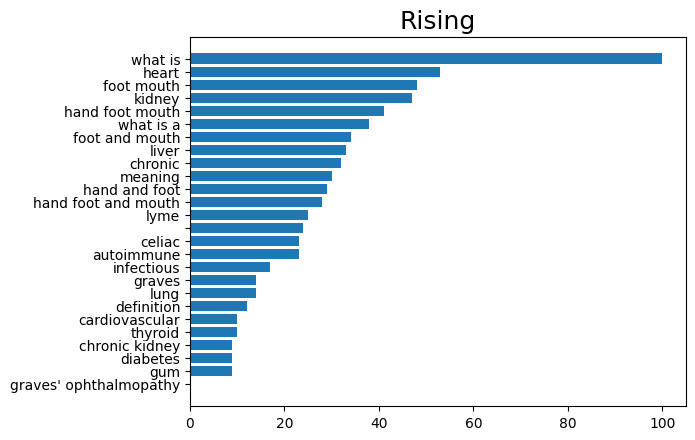 Rising
what is
heart
foot mouth
kidney
hand foot mouth
what is a
foot and mouth
liver
chronic
meaning
hand and foot
hand foot and mouth
lyme
celiac
autoimmune
infectious
graves
lung
definition
cardiovascular
thyroid
chronic kidney
diabetes
gum
graves' ophthalmopathy
0 20 40 60 80 100